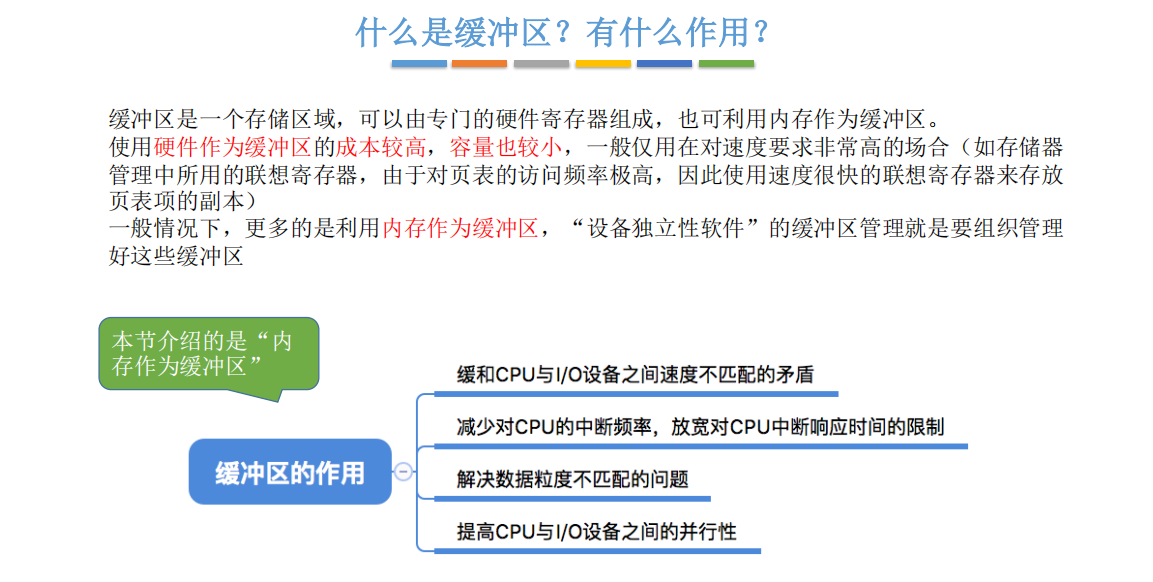 什么是缓冲区？有什么作用？
缓冲区是一个存储区域，可以由专门的硬件寄存器组成，也可利用内存作为缓冲区。
使用硬件作为缓冲区的成本较高，容量也较小，一般仅用在对速度要求非常高的场合（如存储器
管理中所用的联想寄存器，由于对页表的访问频率极高，因此使用速度很快的联想寄存器来存放
页表项的副本）
一般情况下，更多的是利用内存作为缓冲区，“设备独立性软件”的缓冲区管理就是要组织管理
好这些缓冲区
本节介绍的是“内
存作为缓冲区”
缓冲区的作用
缓和CPU与I/O设备之间速度不匹配的矛盾
减少对CPU的中断频率，放宽对CPU中断响应时间的限制
解决数据粒度不匹配的问题
提高CPU与I/O设备之间的并行性